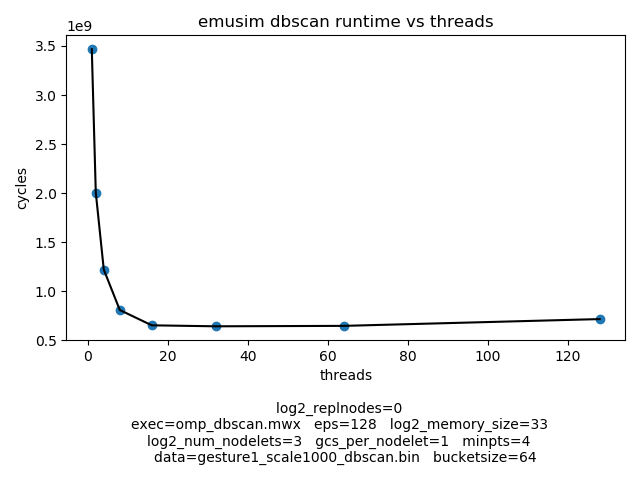 emusim dbscan runtime vs threads
1e9
3.5
3.0
2.5
2.0
1.5
1.0
0.5
cycles
0 20 40 60 80 100 120
threads
log2_replnodes=0
exec=omp_dbscan.mwx eps=128 log2_memory_size=33
log2_num_nodelets=3 gcs_per_nodelet=1 minpts=4
data=gesture1_scale1000_dbscan.bin bucketsize=64